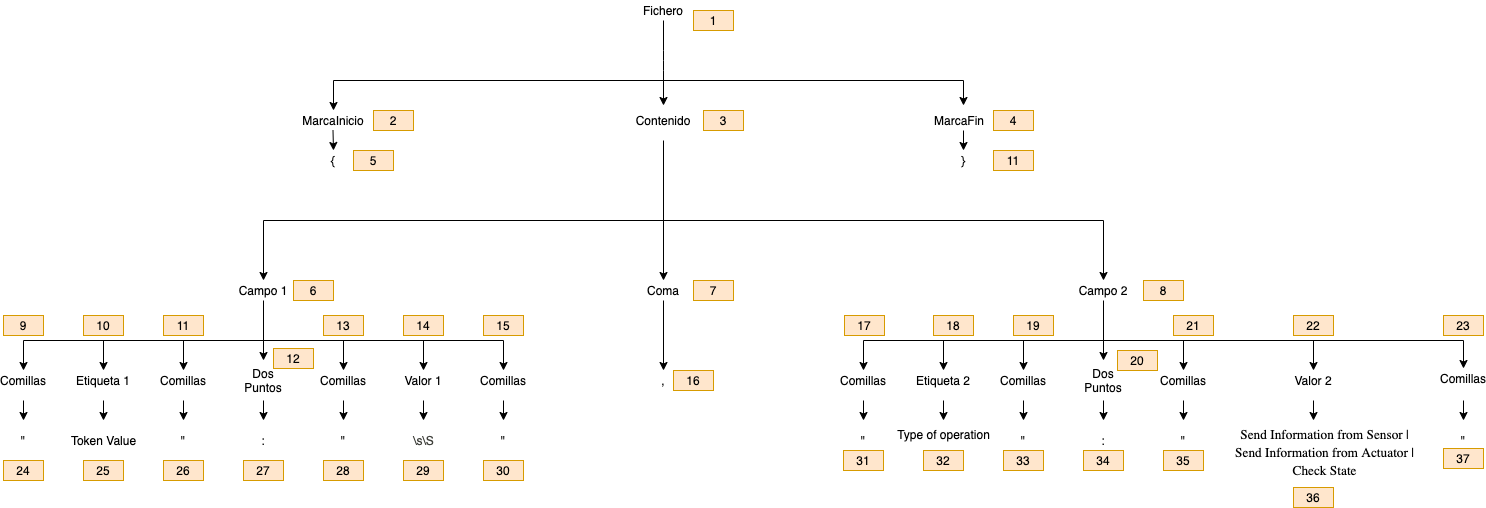 Fichero 1
MarcaInicio 2
Contenido 3
MarcaFin 4
{ 5
} 11
Campo 1 6
Coma 7
Campo 2 8
9 10 11 13 14 15
17 18 19 21 22 23
12
20
Comillas Etiqueta 1 Comillas Dos
Puntos Comillas Valor 1 Comillas
, 16
Comillas Etiqueta 2 Comillas Dos
Puntos Comillas Valor 2 Comillas
" Token Value " : " \s\S "
24 25 26 27 28 29 30
" Type of operation " : " Send Information from Sensor |
Send Information from Actuator |
Check State
"
31 32 33 34 35 36 37